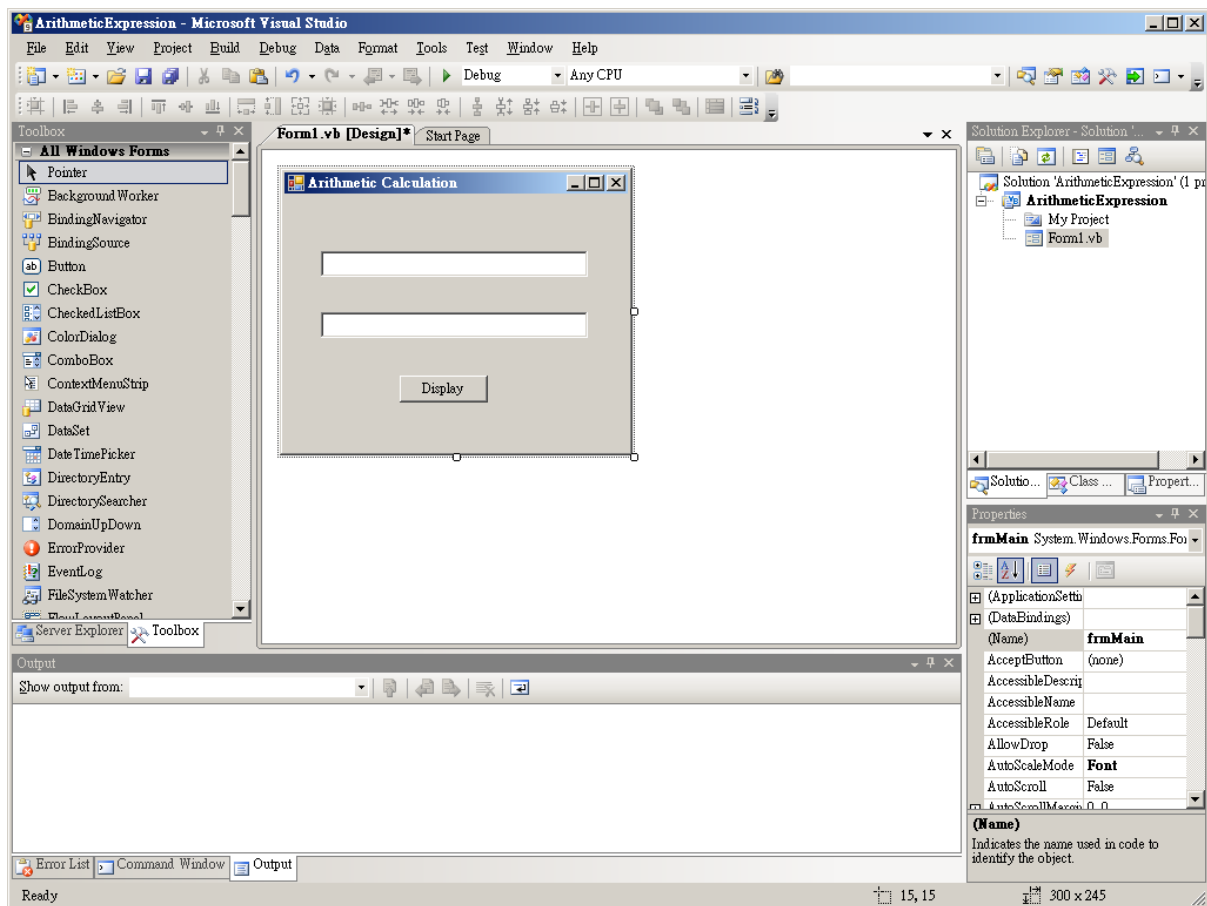 ArithmeticExpression - Microsoft Visual Studio
File Edit View Project Build Debug Data Format Tools Test Window Help
Debug Any CPU
Toolbox
All Windows Forms
Pointer
Background Worker
BindingNavigator
BindingSource
Button
CheckBox
CheckedListBox
ColorDialog
ComboBox
ContextMenuStrip
DataGridView
DataSet
DateTimePicker
DirectoryEntry
DirectorySearcher
DomainUpDown
ErrorProvider
EventLog
FileSystemWatcher
FlowLayoutPanel
Server Explorer Toolbox
Form1.vb [Design]* Start Page
Arithmetic Calculation
Display
Solution Explorer - Solution '...
Solution 'ArithmeticExpression' (1 pr
ArithmeticExpression
My Project
Form1.vb
Solutio... Class ... Propert...
Properties
frmMain System.Windows.Forms.For
(ApplicationSettin
(DataBindings)
(Name) frmMain
AcceptButton (none)
AccessibleDescrip
AccessibleName
AccessibleRole Default
AllowDrop False
AutoScaleMode Font
AutoScroll False
AutoScrollMargin 0, 0
(Name)
Indicates the name used in code to
identify the object.
Output
Show output from:
Error List Command Window Output
Ready 15, 15 300 x 245